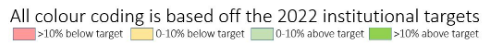 All colour coding is based off the 2022 institutional targets
>10% below target 0-10% below target 0-10% above target >10% above target